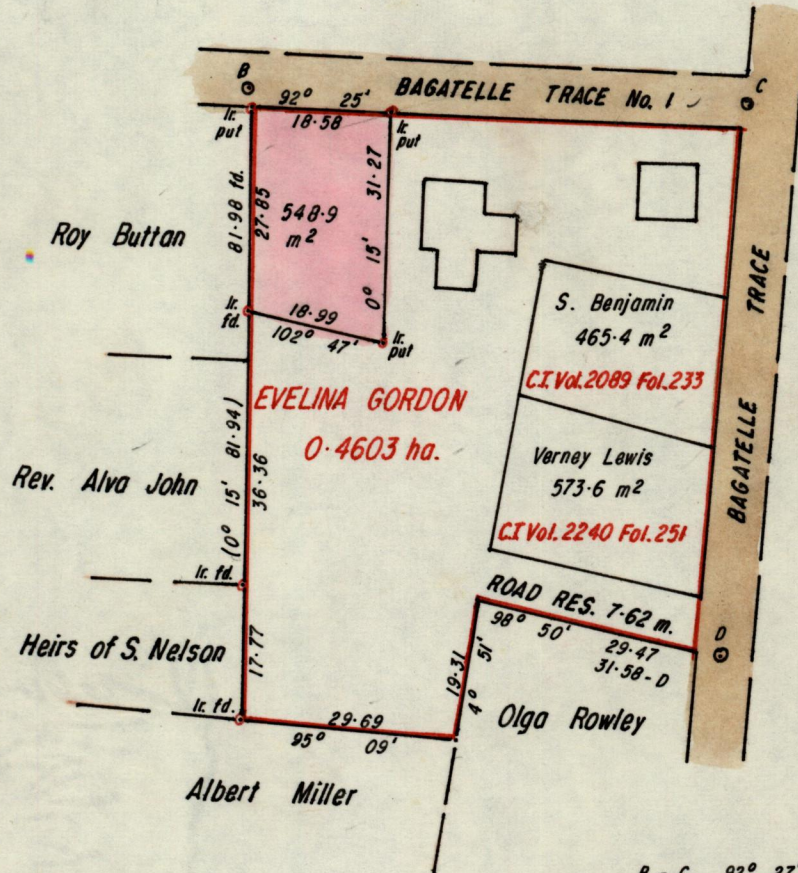 B
C
BAGATELLE TRACE No. 1
92° 25'
18·58
Ir. put
Ir. put
81·98 fd.
27·85
548·9
m²
31·27
0° 15'
Roy Buttan
Ir. fd.
18·99
102° 47'
Ir. put
S. Benjamin
465·4 m²
C.T. Vol. 2089 Fol. 233
BAGATELLE TRACE
EVELINA GORDON
0·4603 ha.
Verney Lewis
573·6 m²
C.T. Vol. 2240 Fol. 251
Rev. Alva John
(0° 15' 81·94)
36·36
Ir. fd.
ROAD RES. 7·62 m.
98° 50'
29·47
31·58-D
D
Heirs of S. Nelson
17·77
19·31
4° 51'
Olga Rowley
Ir. fd.
29·69
95° 09'
Albert Miller